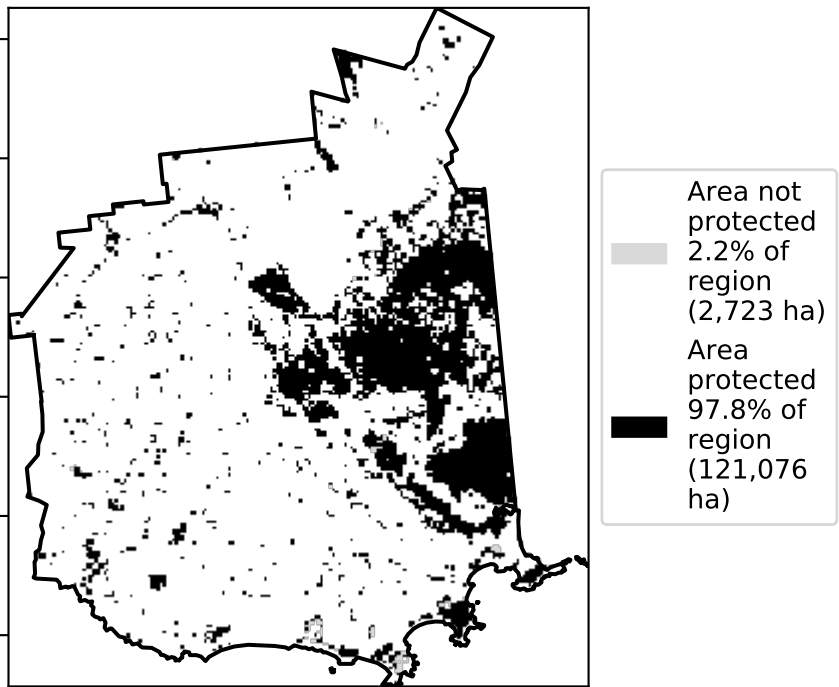 Area not
protected
2.2% of
region
(2,723 ha)
Area
protected
97.8% of
region
(121,076
ha)